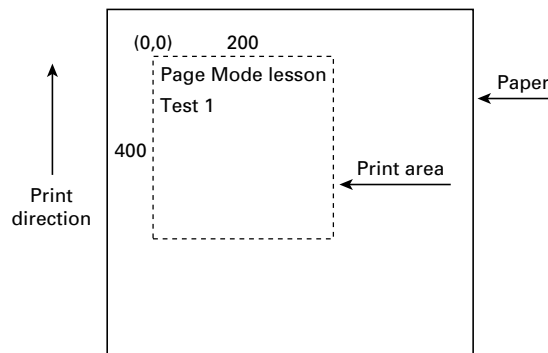 (0,0) 200
Page Mode lesson
Paper
Test 1
400
Print area
Print
direction